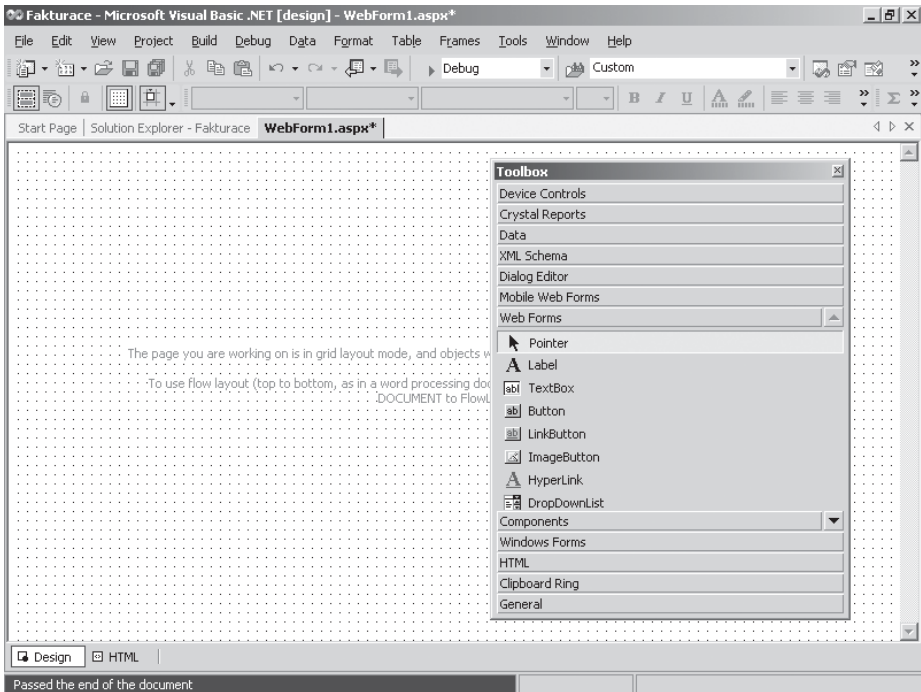 Fakturace - Microsoft Visual Basic .NET [design] - WebForm1.aspx*
File Edit View Project Build Debug Data Format Table Frames Tools Window Help
Debug Custom
B I U A Σ
Start Page Solution Explorer - Fakturace WebForm1.aspx*
Toolbox
Device Controls
Crystal Reports
Data
XML Schema
Dialog Editor
Mobile Web Forms
Web Forms
Pointer
The page you are working on is in grid layout mode, and objects w
A Label
To use flow layout (top to bottom, as in a word processing doc
abl TextBox
DOCUMENT to FlowL
ab Button
ab LinkButton
ImageButton
A HyperLink
DropDownList
Components
Windows Forms
HTML
Clipboard Ring
General
Design HTML
Passed the end of the document